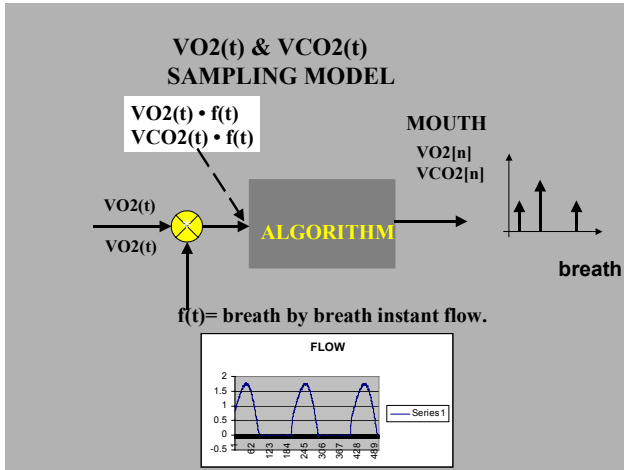 VO2(t) & VCO2(t)
SAMPLING MODEL
VO2(t) • f(t)
VCO2(t) • f(t)
MOUTH
VO2[n]
VCO2[n]
VO2(t)
VO2(t)
ALGORITHM
breath
f(t)= breath by breath instant flow.
FLOW
2
1.5
1
0.5
0
-0.5
1
62
123
184
245
306
367
428
489
Series1